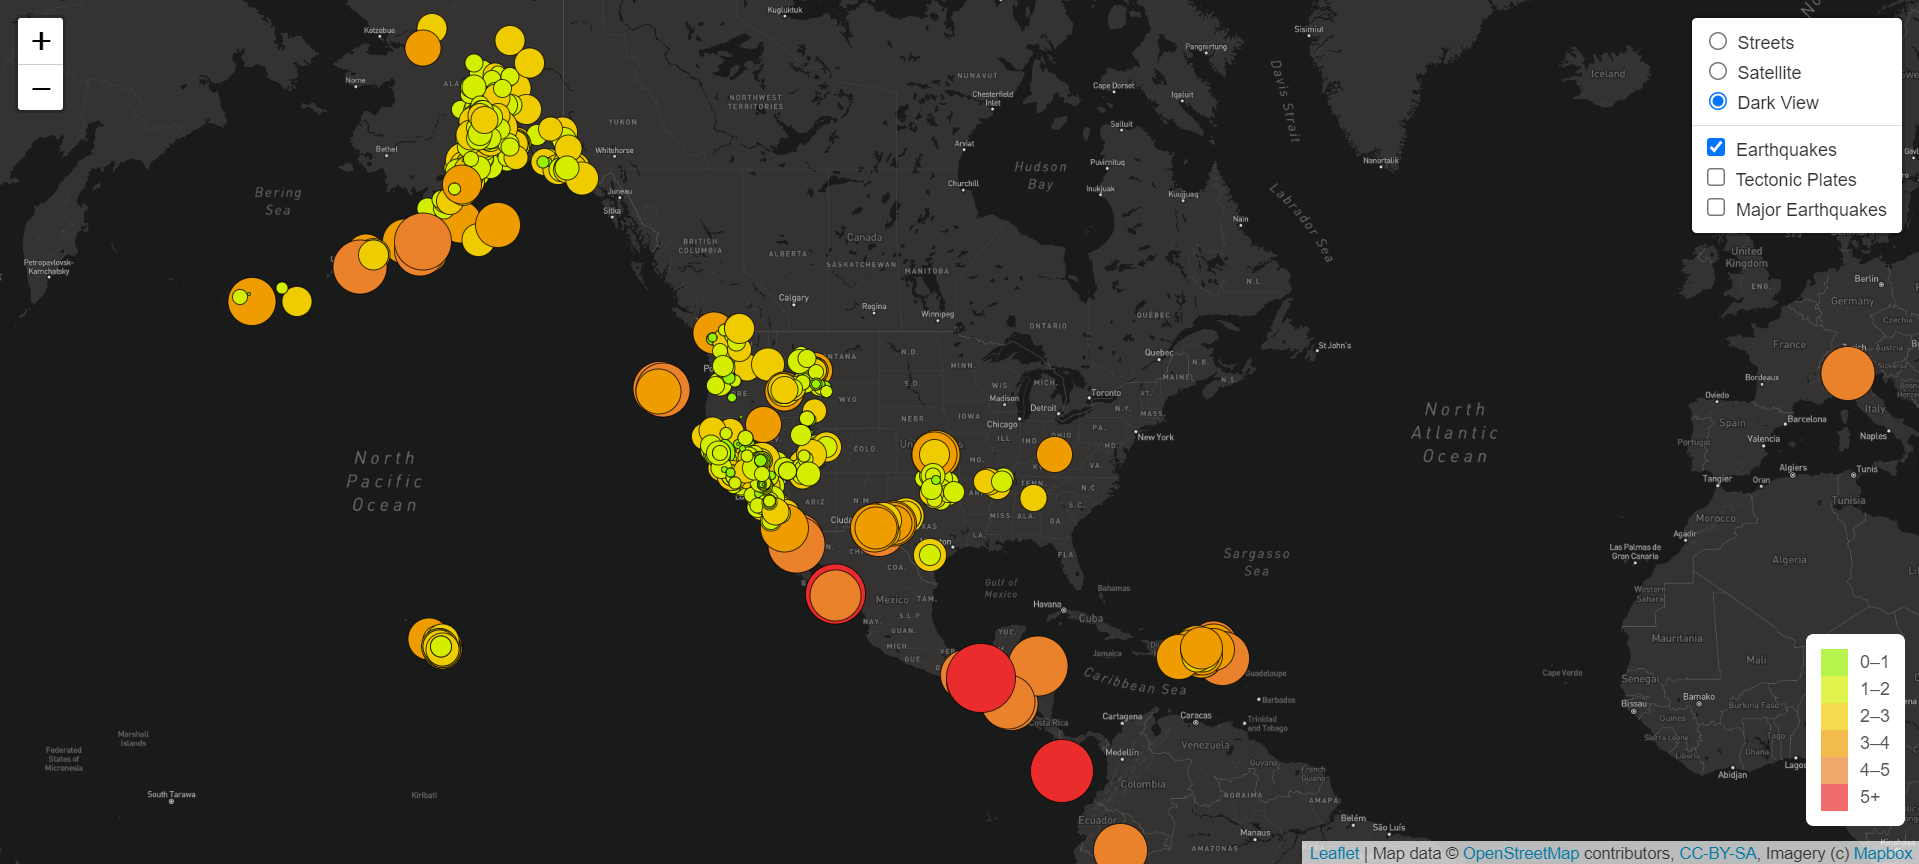 +
−
Streets
Satellite
Dark View
Earthquakes
Tectonic Plates
Major Earthquakes
Kugluktuk
Kotzebue
Nome
Bethel
Bering
Sea
Petropavlovsk-
Kamchatsky
YUKON
Whitehorse
Juneau
Sitka
NORTHWEST
TERRITORIES
NUNAVUT
Chesterfield
Inlet
Arviat
Churchill
Hudson
Bay
Pangnirtung
Cape Dorset
Iqaluit
Salluit
Puvirnituq
Inukjuak
Kuujjuaq
Nain
Sisimiut
Davis Strait
Labrador Sea
Nanortalik
Iceland
BRITISH
COLUMBIA
ALBERTA
Canada
SASKATCHEWAN
MANITOBA
Calgary
Regina
Winnipeg
ONTARIO
QUÉBEC
N.L.
St John's
Quebec
N.B.
MAINE
N.S.
N.D.
MINN.
S.D.
WIS.
MICH.
Toronto
VT.
WYO.
Madison
Detroit
N.Y.
MASS.
NEBR.
IOWA
Chicago
PA.
ILL.
IND.
OHIO
New York
MD.
COLO.
MO.
VA.
TENN.
N.C.
ARIZ.
N.M.
S.C.
MISS.
ALA.
GA.
LA.
FLA.
COA.
North
Pacific
Ocean
North
Atlantic
Ocean
Sargasso
Sea
Gulf of
Mexico
Bahamas
Havana
Cuba
Mexico
TAM.
S.L.P.
NAY.
GUAN.
MICH.
YUC.
Jamaica
Caribbean Sea
Guadeloupe
Barbados
Trinidad
and Tobago
Costa Rica
Cartagena
Caracas
Medellín
Venezuela
Guyana
French
Guiana
Colombia
RORAIMA
AMAPÁ
Ecuador
Manaus
AMAZONAS
Belém
São Luís
Marshall
Islands
Federated
States of
Micronesia
South Tarawa
Kiribati
United
Kingdom
ENG.
Berlin
Germany
Czechia
France
Zurich
Austria
Slovenia
Bordeaux
Oviedo
Italy
Spain
Barcelona
Portugal
Valencia
Naples
Algiers
Tunis
Tangier
Oran
Tunisia
Morocco
Agadir
Las Palmas de
Gran Canaria
Algeria
Western
Sahara
Mauritania
Mali
Cape Verde
Senegal
Bamako
Bissau
Burkina Faso
Guinea
Togo
Sierra Leone
Liberia
Ghana
Abidjan
Lagos
0–1
1–2
2–3
3–4
4–5
5+
Leaflet | Map data © OpenStreetMap contributors, CC-BY-SA, Imagery (c) Mapbox